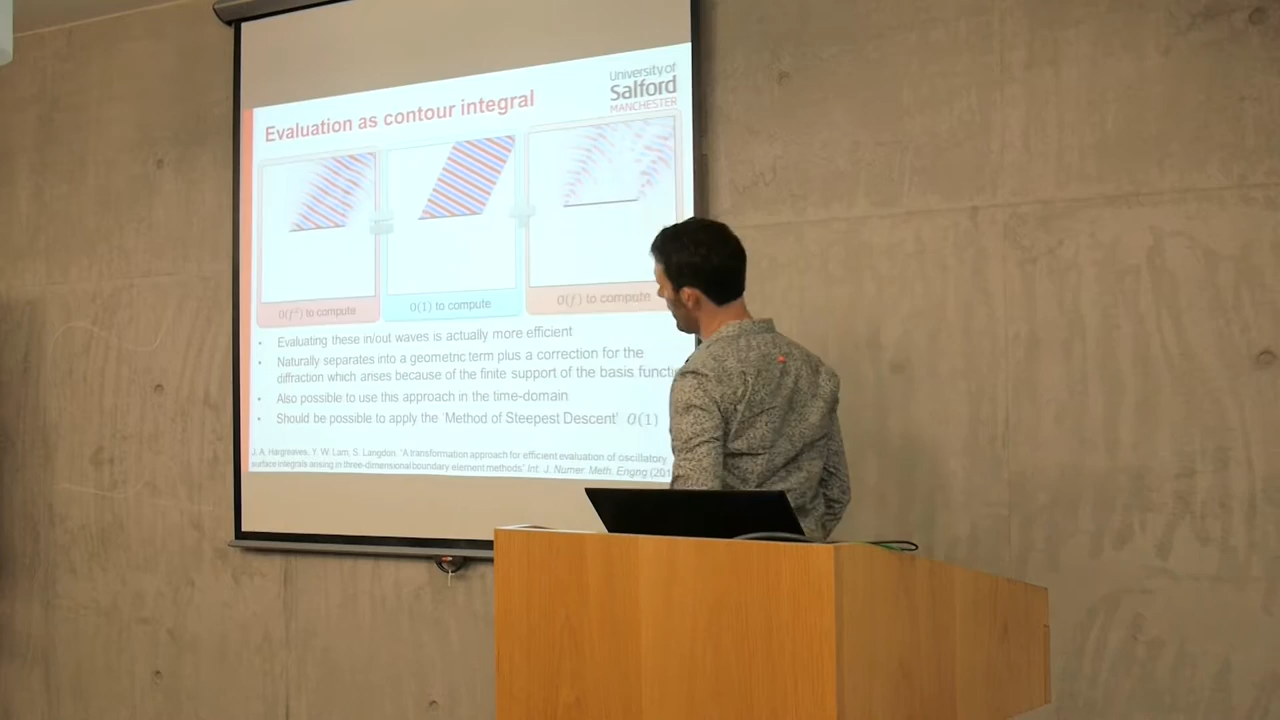 University of
Salford
MANCHESTER
Evaluation as contour integral
O(f²) to compute
O(1) to compute
O(f) to compute
• Evaluating these in/out waves is actually more efficient
• Naturally separates into a geometric term plus a correction for the
diffraction which arises because of the finite support of the basis functi
• Also possible to use this approach in the time-domain
• Should be possible to apply the 'Method of Steepest Descent' O(1)
J. A. Hargreaves, Y. W. Lam, S. Langdon, 'A transformation approach for efficient evaluation of oscillatory
surface integrals arising in three-dimensional boundary element methods' Int. J. Numer. Meth. Engng (201